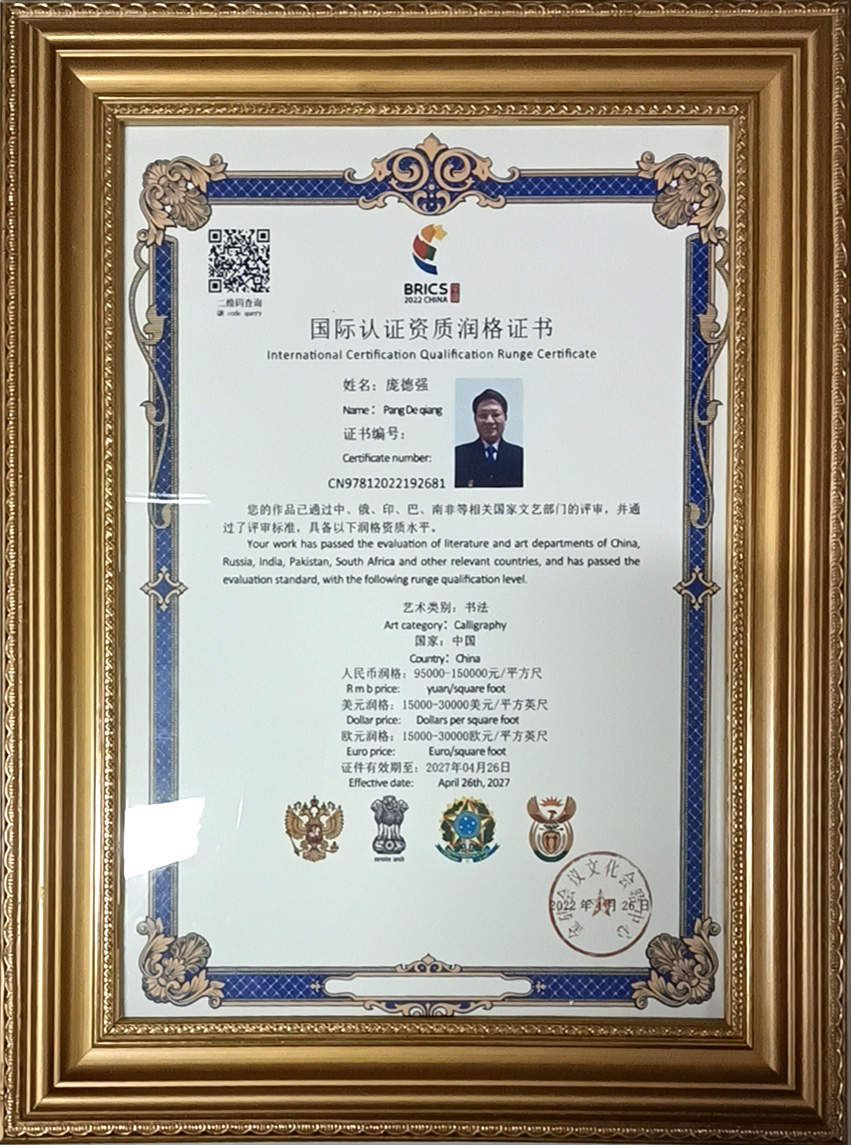 二维码查询
QR code query
BRICS
2022 CHINA
国际认证资质润格证书
International Certification Qualification Runge Certificate
姓名：庞德强
Name： Pang De qiang
证书编号：
Certificate number:
CN97812022192681
您的作品已通过中、俄、印、巴、南非等相关国家文艺部门的评审，并通
过了评审标准，具备以下润格资质水平。
Your work has passed the evaluation of literature and art departments of China,
Russia, India, Pakistan, South Africa and other relevant countries, and has passed the
evaluation standard, with the following runge qualification level.
艺术类别：书法
Art category：Calligraphy
国家：中国
Country：China
人民币润格：95000-150000元/平方尺
R m b price: yuan/square foot
美元润格：15000-30000美元/平方英尺
Dollar price: Dollars per square foot
欧元润格：15000-30000欧元/平方英尺
Euro price: Euro/square foot
证件有效期至：2027年04月26日
Effective date: April 26th, 2027
2022 年 月 26 日